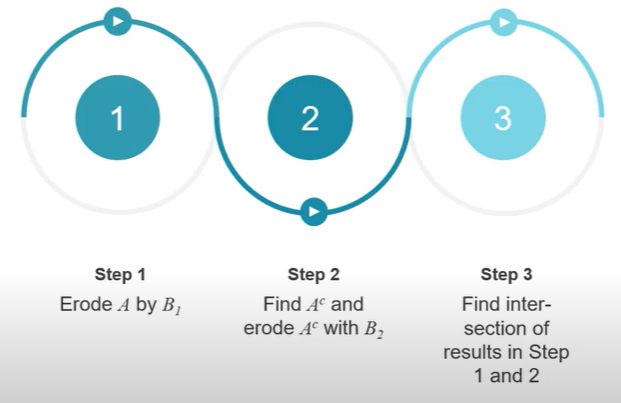 1
2
3
Step 1
Erode A by B₁
Step 2
Find Aᶜ and
erode Aᶜ with B₂
Step 3
Find inter-
section of
results in Step
1 and 2